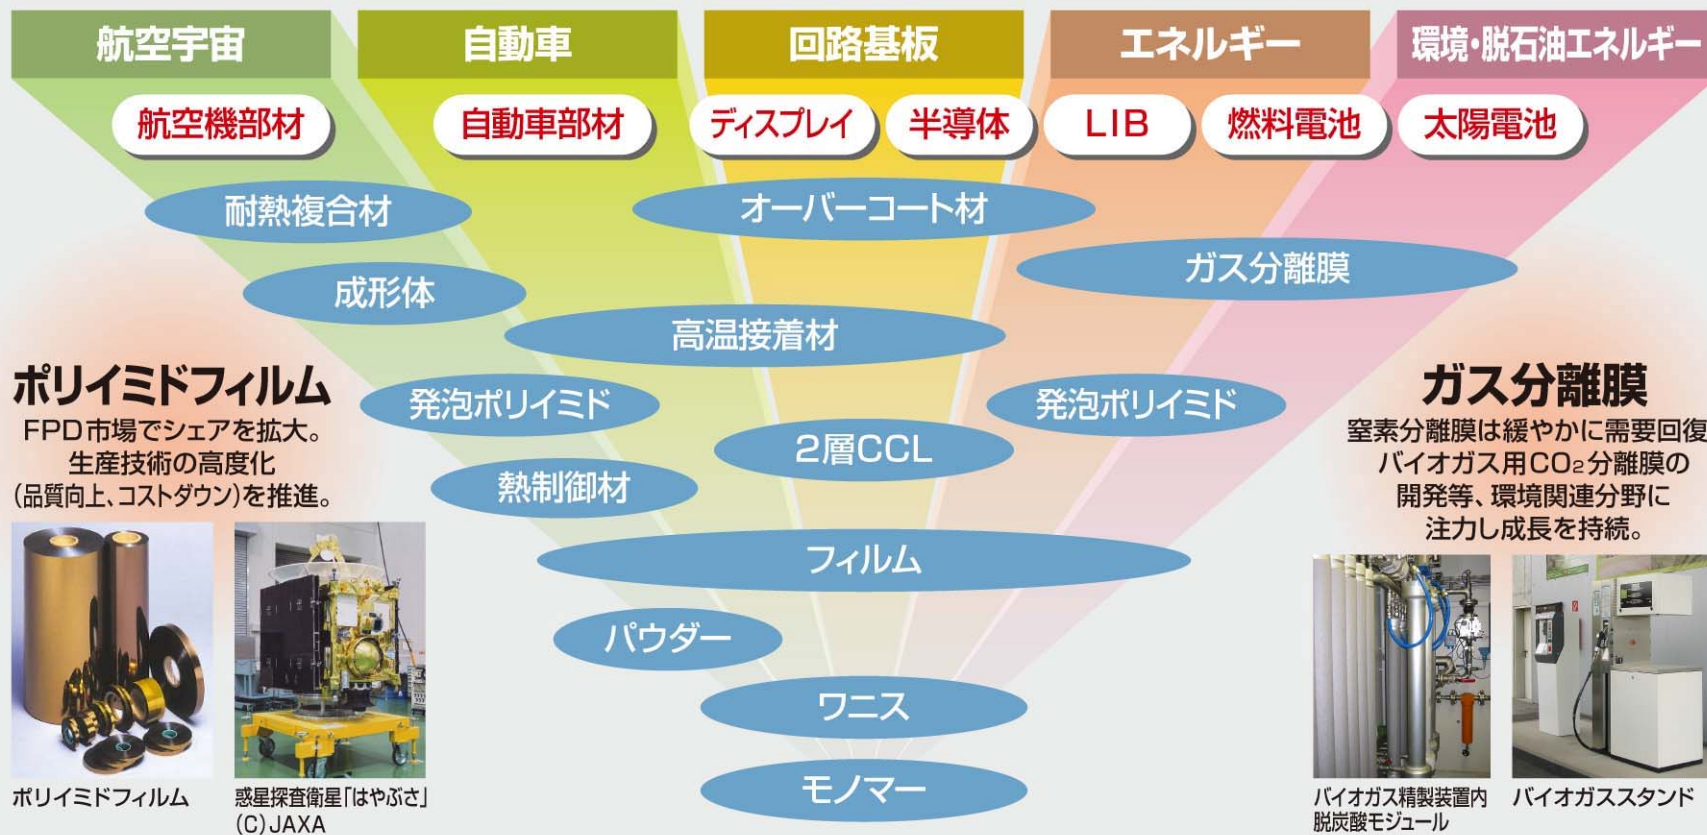 航空宇宙
自動車
回路基板
エネルギー
環境・脱石油エネルギー
航空機部材
自動車部材
ディスプレイ
半導体
LIB
燃料電池
太陽電池
耐熱複合材
オーバーコート材
ガス分離膜
成形体
高温接着材
発泡ポリイミド
発泡ポリイミド
2層CCL
熱制御材
フィルム
パウダー
ワニス
モノマー
ポリイミドフィルム
FPD市場でシェアを拡大。
生産技術の高度化
(品質向上、コストダウン)を推進。
ポリイミドフィルム
惑星探査衛星「はやぶさ」
(C)JAXA
ガス分離膜
窒素分離膜は緩やかに需要回復
バイオガス用CO₂分離膜の
開発等、環境関連分野に
注力し成長を持続。
バイオガス精製装置内
脱炭酸モジュール
バイオガススタンド